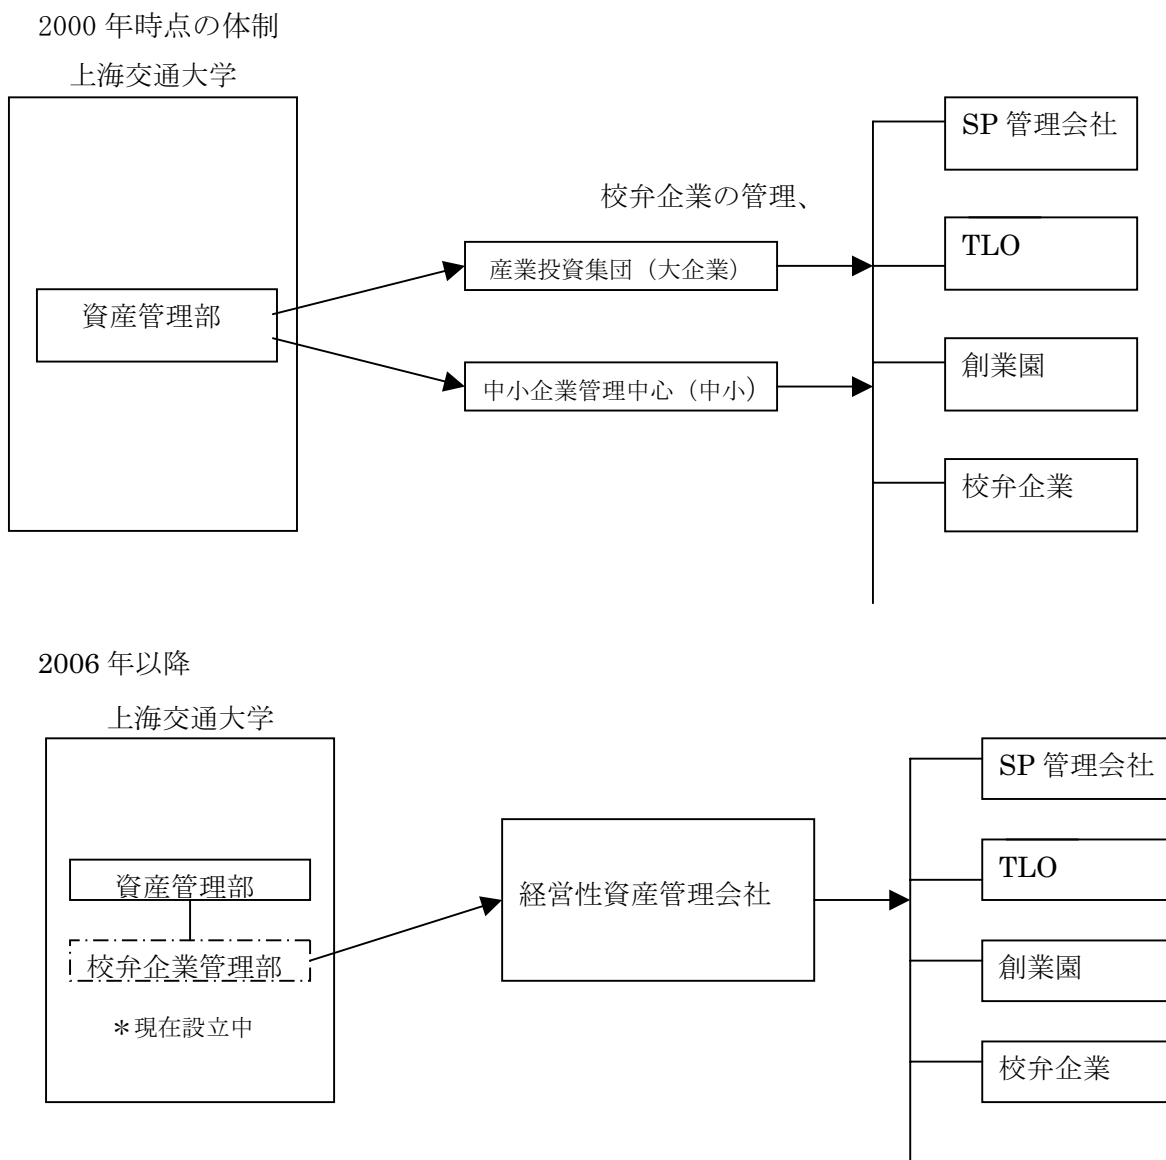 2000 年時点の体制
上海交通大学
SP 管理会社
校弁企業の管理、
TLO
産業投資集団（大企業）
資産管理部
創業園
中小企業管理中心（中小）
校弁企業
2006 年以降
上海交通大学
SP 管理会社
TLO
資産管理部
経営性資産管理会社
校弁企業管理部
創業園
＊現在設立中
校弁企業